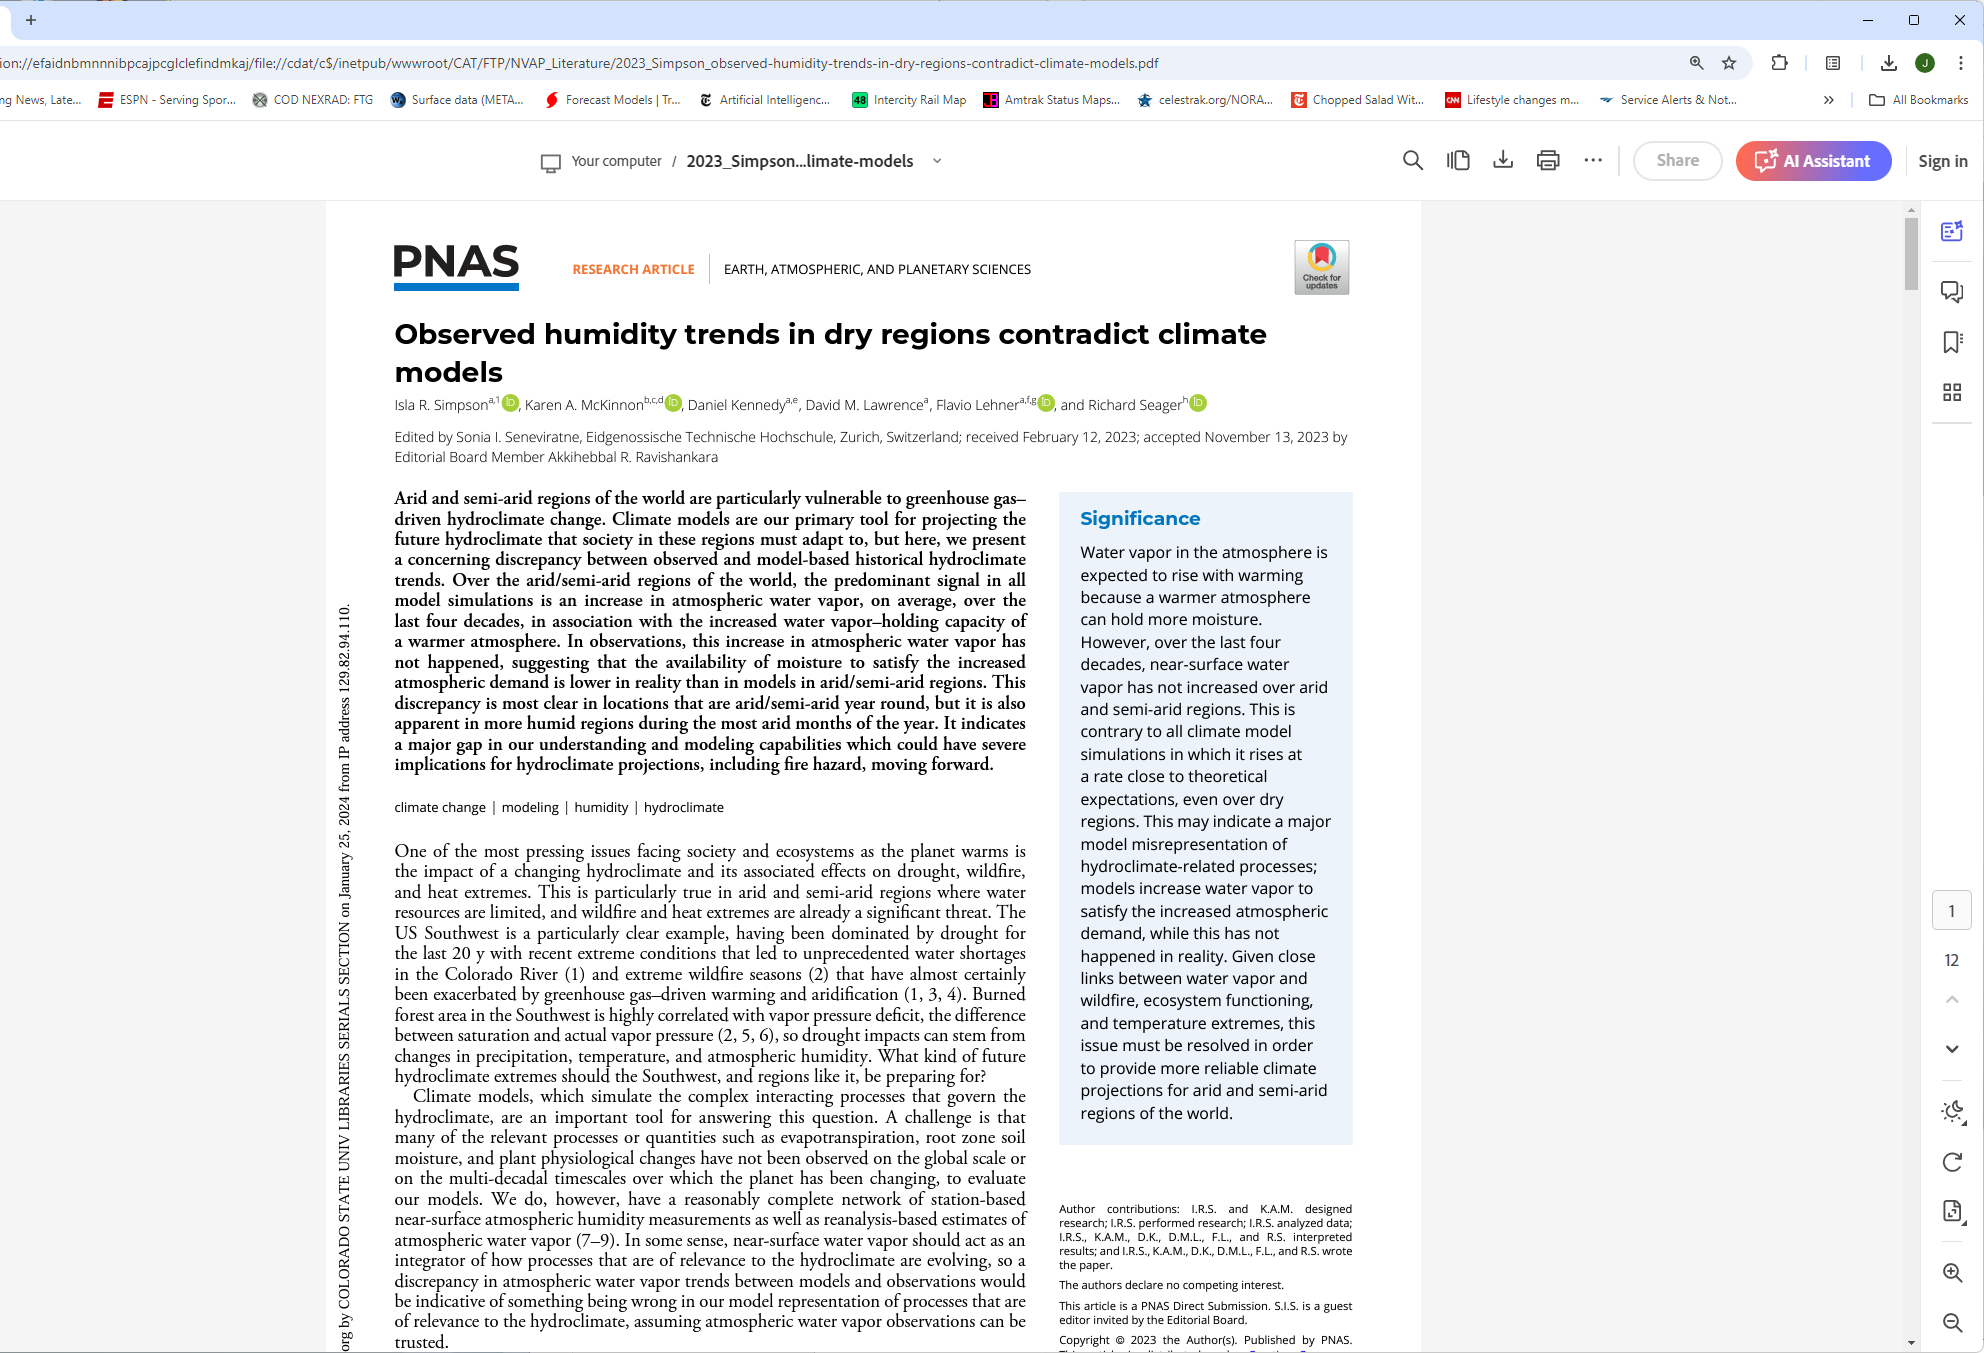 ion://efaidnbmnnnibpcajpcglclefindmkaj/file://cdat/c$/inetpub/wwwroot/CAT/FTP/NVAP_Literature/2023_Simpson_observed-humidity-trends-in-dry-regions-contradict-climate-models.pdf
J
ng News, Late...
ESPN - Serving Spor...
COD NEXRAD: FTG
Surface data (META...
Forecast Models | Tr...
Artificial Intelligenc...
48 Intercity Rail Map
Amtrak Status Maps...
celestrak.org/NORA...
Chopped Salad Wit...
CNN Lifestyle changes m...
Service Alerts & Not...
All Bookmarks
Your computer / 2023_Simpson...limate-models
Share
AI Assistant
Sign in
PNAS
RESEARCH ARTICLE | EARTH, ATMOSPHERIC, AND PLANETARY SCIENCES
Check for
updates
Observed humidity trends in dry regions contradict climate
models
Isla R. Simpson^a,1 iD, Karen A. McKinnon^b,c,d iD, Daniel Kennedy^a,e, David M. Lawrence^a, Flavio Lehner^a,f,g iD, and Richard Seager^h iD
Edited by Sonia I. Seneviratne, Eidgenossische Technische Hochschule, Zurich, Switzerland; received February 12, 2023; accepted November 13, 2023 by
Editorial Board Member Akkihebbal R. Ravishankara
Arid and semi-arid regions of the world are particularly vulnerable to greenhouse gas–
driven hydroclimate change. Climate models are our primary tool for projecting the
future hydroclimate that society in these regions must adapt to, but here, we present
a concerning discrepancy between observed and model-based historical hydroclimate
trends. Over the arid/semi-arid regions of the world, the predominant signal in all
model simulations is an increase in atmospheric water vapor, on average, over the
last four decades, in association with the increased water vapor–holding capacity of
a warmer atmosphere. In observations, this increase in atmospheric water vapor has
not happened, suggesting that the availability of moisture to satisfy the increased
atmospheric demand is lower in reality than in models in arid/semi-arid regions. This
discrepancy is most clear in locations that are arid/semi-arid year round, but it is also
apparent in more humid regions during the most arid months of the year. It indicates
a major gap in our understanding and modeling capabilities which could have severe
implications for hydroclimate projections, including fire hazard, moving forward.
climate change | modeling | humidity | hydroclimate
One of the most pressing issues facing society and ecosystems as the planet warms is
the impact of a changing hydroclimate and its associated effects on drought, wildfire,
and heat extremes. This is particularly true in arid and semi-arid regions where water
resources are limited, and wildfire and heat extremes are already a significant threat. The
US Southwest is a particularly clear example, having been dominated by drought for
the last 20 y with recent extreme conditions that led to unprecedented water shortages
in the Colorado River (1) and extreme wildfire seasons (2) that have almost certainly
been exacerbated by greenhouse gas–driven warming and aridification (1, 3, 4). Burned
forest area in the Southwest is highly correlated with vapor pressure deficit, the difference
between saturation and actual vapor pressure (2, 5, 6), so drought impacts can stem from
changes in precipitation, temperature, and atmospheric humidity. What kind of future
hydroclimate extremes should the Southwest, and regions like it, be preparing for?
Climate models, which simulate the complex interacting processes that govern the
hydroclimate, are an important tool for answering this question. A challenge is that
many of the relevant processes or quantities such as evapotranspiration, root zone soil
moisture, and plant physiological changes have not been observed on the global scale or
on the multi-decadal timescales over which the planet has been changing, to evaluate
our models. We do, however, have a reasonably complete network of station-based
near-surface atmospheric humidity measurements as well as reanalysis-based estimates of
atmospheric water vapor (7–9). In some sense, near-surface water vapor should act as an
integrator of how processes that are of relevance to the hydroclimate are evolving, so a
discrepancy in atmospheric water vapor trends between models and observations would
be indicative of something being wrong in our model representation of processes that are
of relevance to the hydroclimate, assuming atmospheric water vapor observations can be
trusted.
Significance
Water vapor in the atmosphere is
expected to rise with warming
because a warmer atmosphere
can hold more moisture.
However, over the last four
decades, near-surface water
vapor has not increased over arid
and semi-arid regions. This is
contrary to all climate model
simulations in which it rises at
a rate close to theoretical
expectations, even over dry
regions. This may indicate a major
model misrepresentation of
hydroclimate-related processes;
models increase water vapor to
satisfy the increased atmospheric
demand, while this has not
happened in reality. Given close
links between water vapor and
wildfire, ecosystem functioning,
and temperature extremes, this
issue must be resolved in order
to provide more reliable climate
projections for arid and semi-arid
regions of the world.
Author contributions: I.R.S. and K.A.M. designed
research; I.R.S. performed research; I.R.S. analyzed data;
I.R.S., K.A.M., D.K., D.M.L., F.L., and R.S. interpreted
results; and I.R.S., K.A.M., D.K., D.M.L., F.L., and R.S. wrote
the paper.
The authors declare no competing interest.
This article is a PNAS Direct Submission. S.I.S. is a guest
editor invited by the Editorial Board.
Copyright © 2023 the Author(s). Published by PNAS.
org by COLORADO STATE UNIV LIBRARIES SERIALS SECTION on January 25, 2024 from IP address 129.82.94.110.
1
12